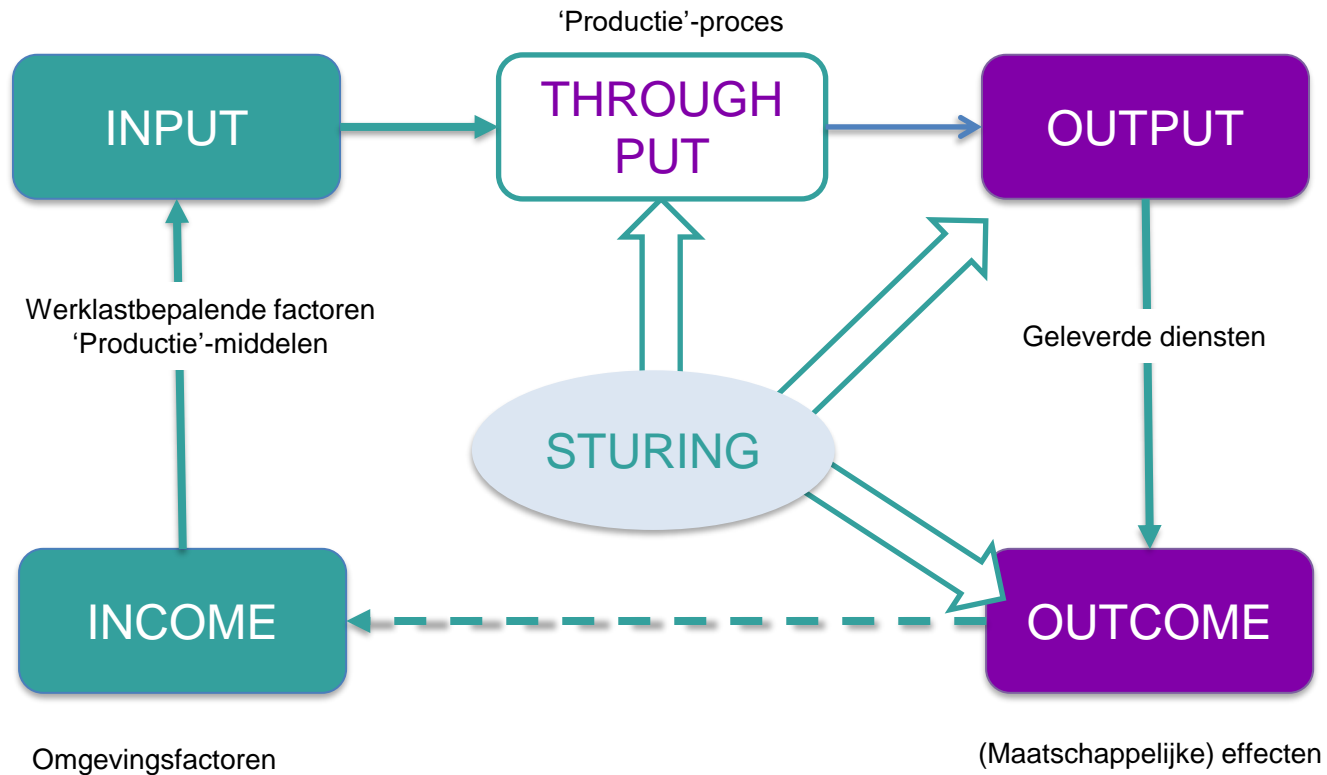 ‘Productie’-proces
INPUT
THROUGH
PUT
OUTPUT
Werklastbepalende factoren
‘Productie’-middelen
Geleverde diensten
STURING
INCOME
OUTCOME
Omgevingsfactoren
(Maatschappelijke) effecten